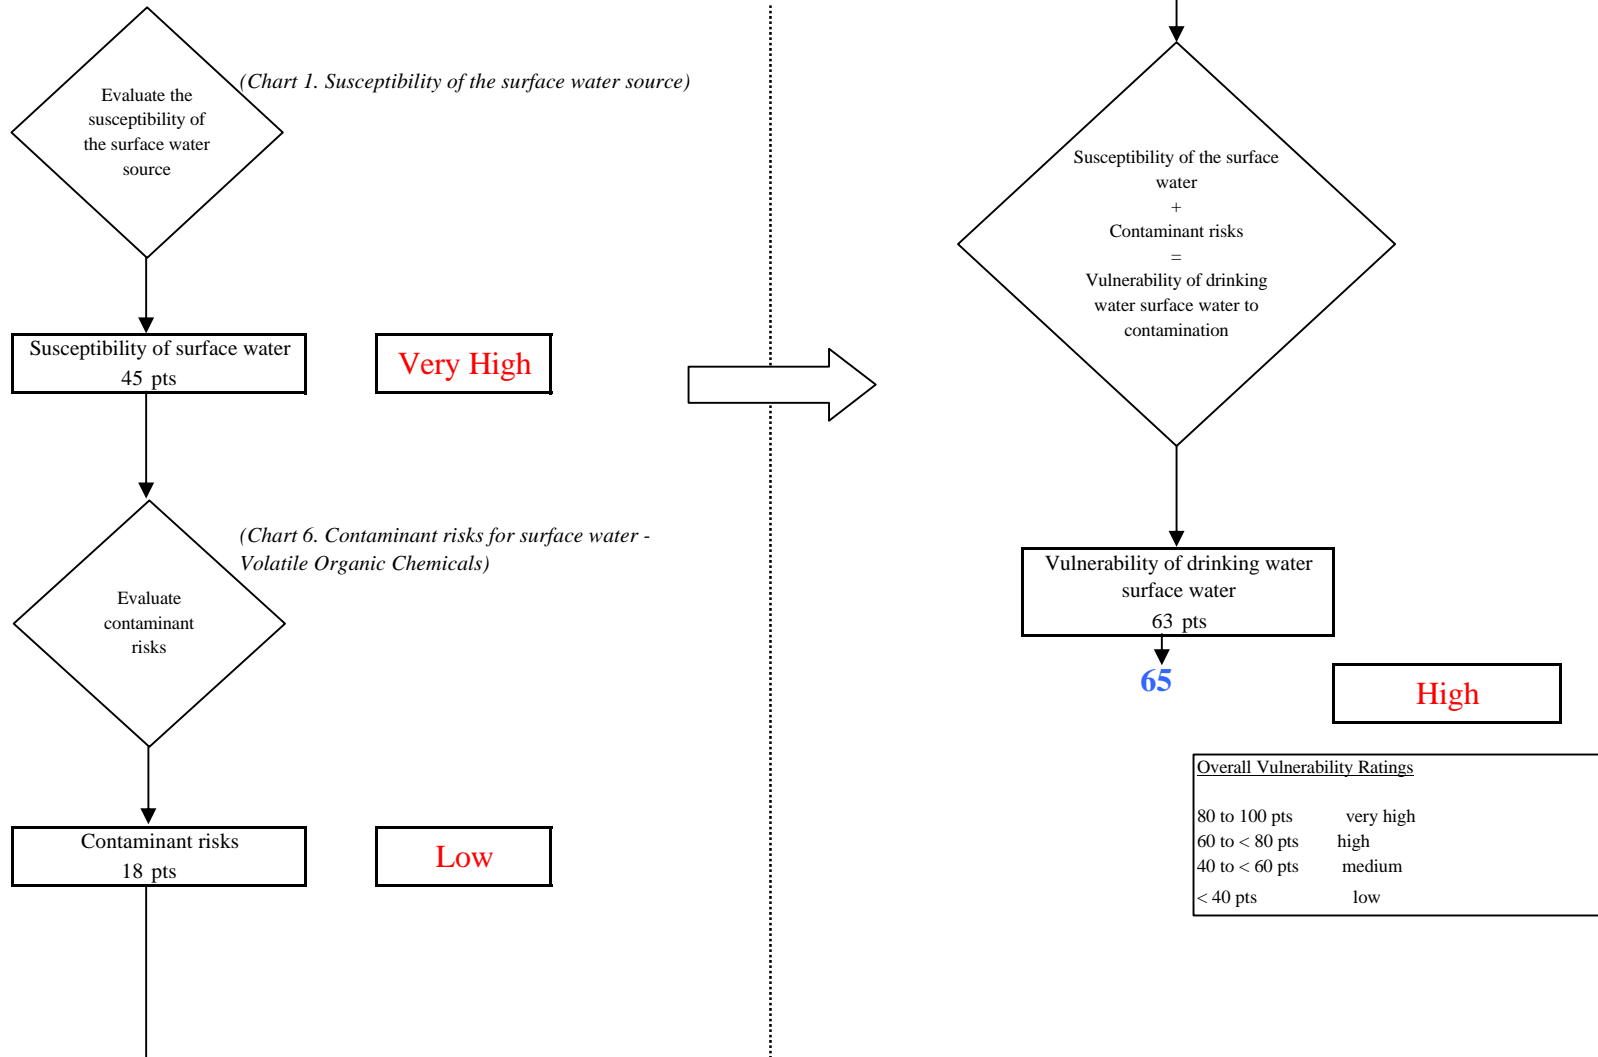 Evaluate the
susceptibility of
the surface water
source
(Chart 1. Susceptibility of the surface water source)
Susceptibility of surface water
45 pts
Very High
(Chart 6. Contaminant risks for surface water -
Volatile Organic Chemicals)
Evaluate
contaminant
risks
Contaminant risks
18 pts
Low
Susceptibility of the surface
water
+
Contaminant risks
=
Vulnerability of drinking
water surface water to
contamination
Vulnerability of drinking water
surface water
63 pts
65
High
Overall Vulnerability Ratings
80 to 100 pts very high
60 to < 80 pts high
40 to < 60 pts medium
< 40 pts low